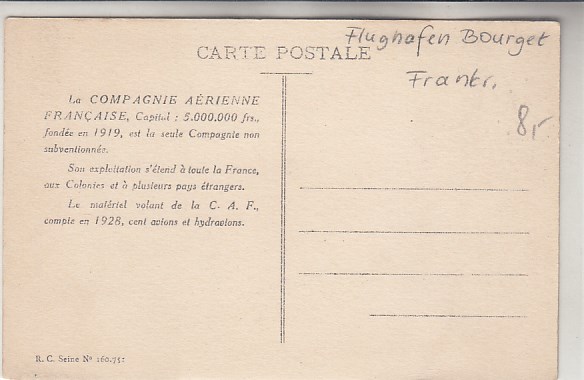 Flughafen Bourget
CARTE POSTALE
Frankr.
8,-
La COMPAGNIE AÉRIENNE
FRANÇAISE, Capital : 5.000.000 frs.,
fondée en 1919, est la seule Compagnie non
subventionnée.
Son exploitation s'étend à toute la France,
aux Colonies et à plusieurs pays étrangers.
Le matériel volant de la C. A. F.,
compte en 1928, cent avions et hydravions.
R. C. Seine Nº 160.751